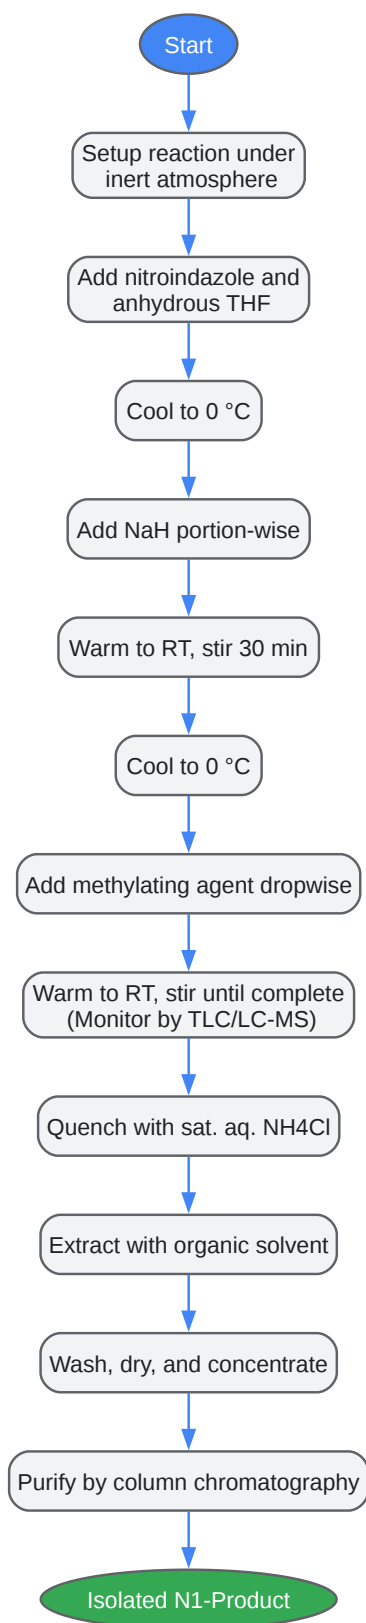 Start
Setup reaction under
inert atmosphere
Add nitroindazole and
anhydrous THF
Cool to 0 °C
Add NaH portion-wise
Warm to RT, stir 30 min
Cool to 0 °C
Add methylating agent dropwise
Warm to RT, stir until complete
(Monitor by TLC/LC-MS)
Quench with sat. aq. NH4Cl
Extract with organic solvent
Wash, dry, and concentrate
Purify by column chromatography
Isolated N1-Product